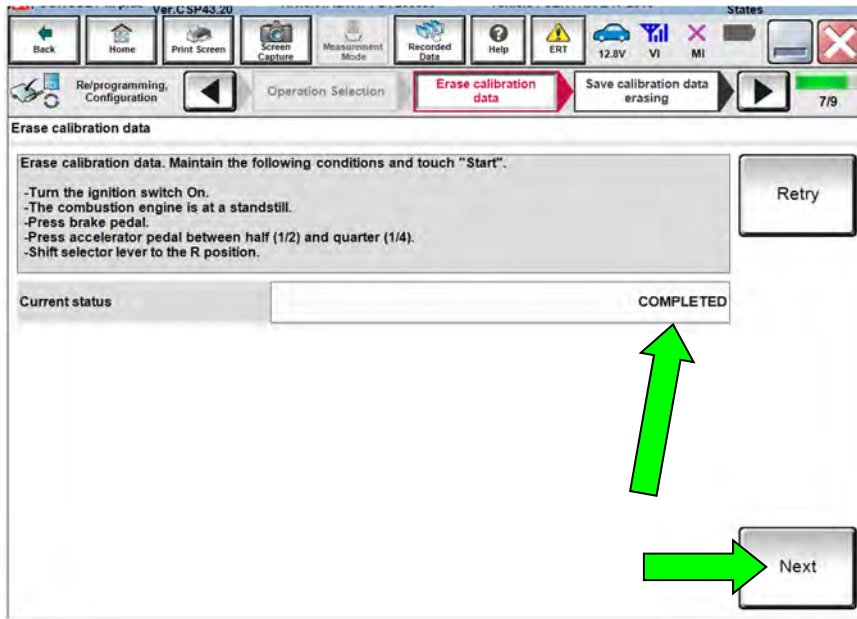 Ver.CSP43.20
States
Back
Home
Print Screen
Screen
Capture
Measurement
Mode
Recorded
Data
Help
ERT
12.8V
VI
MI
Re/programming,
Configuration
Operation Selection
Erase calibration
data
Save calibration data
erasing
7/9
Erase calibration data
Erase calibration data. Maintain the following conditions and touch "Start".
-Turn the ignition switch On.
-The combustion engine is at a standstill.
-Press brake pedal.
-Press accelerator pedal between half (1/2) and quarter (1/4).
-Shift selector lever to the R position.
Retry
Current status
COMPLETED
Next